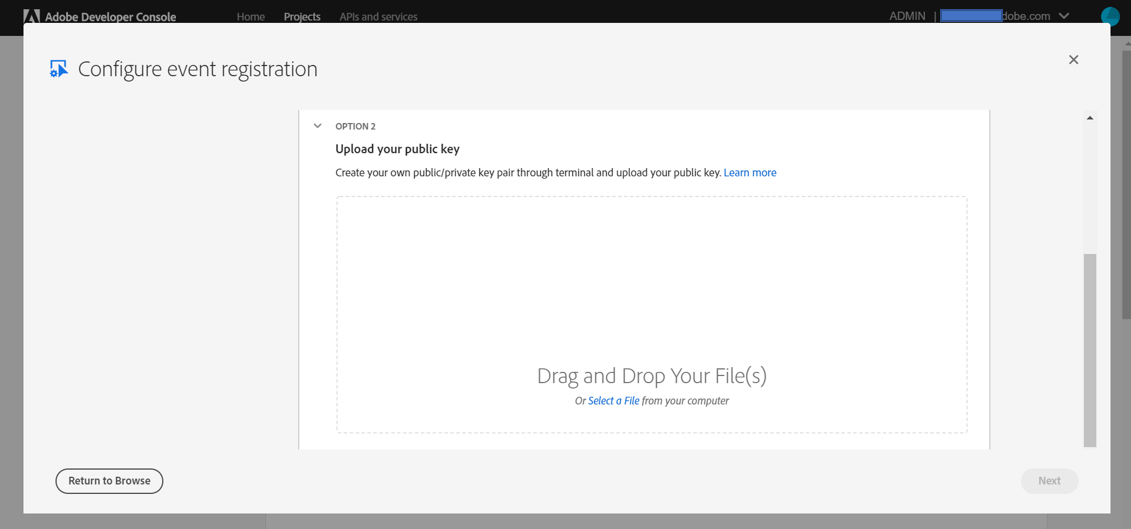 Adobe Developer Console Home Projects APIs and services ADMIN | dobe.com
Configure event registration
OPTION 2
Upload your public key
Create your own public/private key pair through terminal and upload your public key. Learn more
Drag and Drop Your File(s)
Or Select a File from your computer
Return to Browse Next